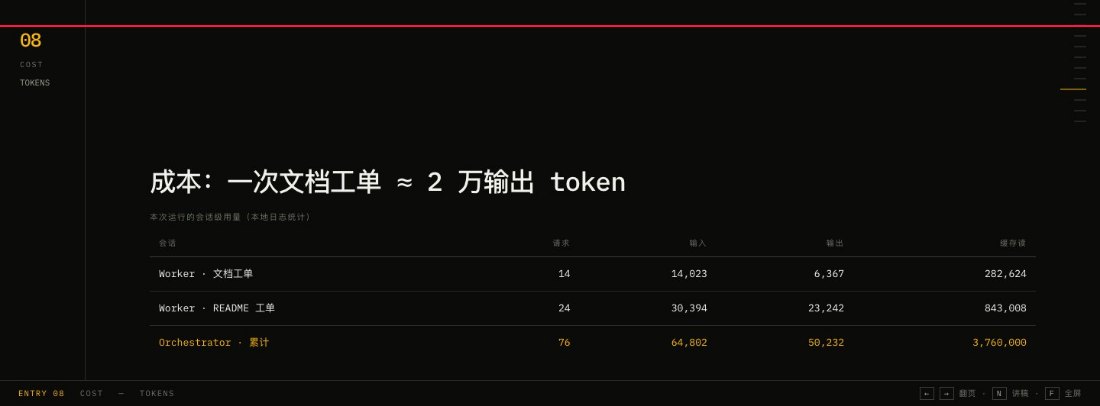 08
COST
TOKENS
成本：一次文档工单 ≈ 2 万输出 token
本次运行的会话级用量（本地日志统计）
会话 请求 输入 输出 缓存读
Worker · 文档工单 14 14,023 6,367 282,624
Worker · README 工单 24 30,394 23,242 843,008
Orchestrator · 累计 76 64,802 50,232 3,760,000
ENTRY 08 COST — TOKENS ← → 翻页 · N 讲稿 · F 全屏